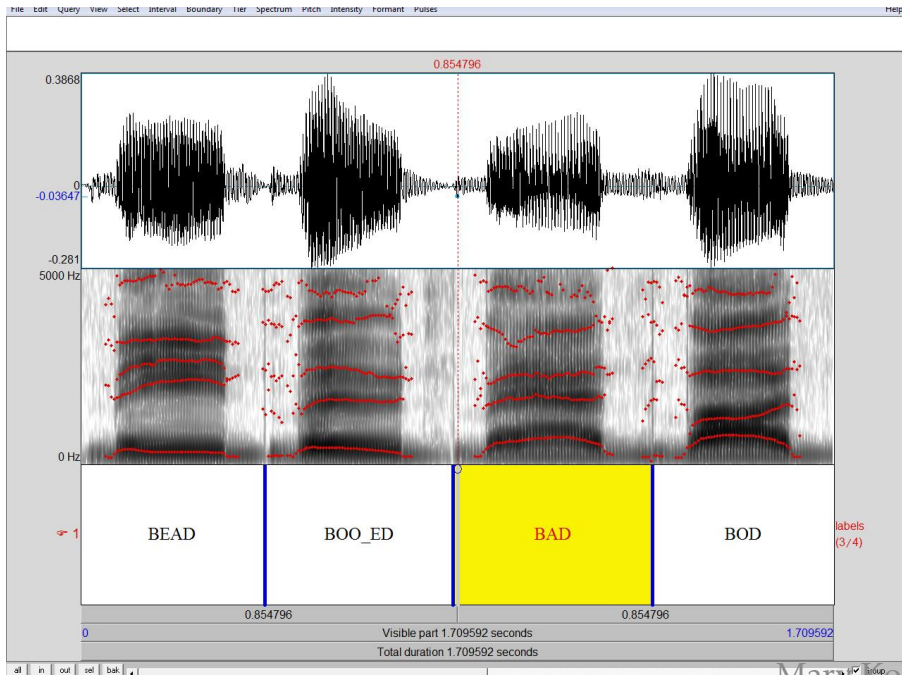 File Edit Query View Select Interval Boundary Tier Spectrum Pitch Intensity Formant Pulses Help
0.854796
0.3868
0
-0.03647
-0.281
5000 Hz
0 Hz
1 BEAD BOO_ED BAD BOD labels
(3/4)
0.854796 0.854796
0 Visible part 1.709592 seconds 1.709592
Total duration 1.709592 seconds
all in out sel bak Group